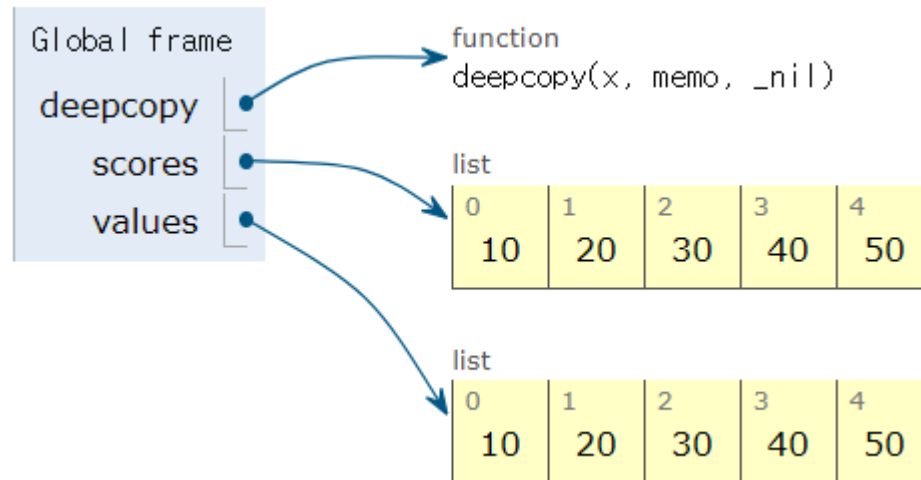 Global frame
deepcopy
scores
values
function
deepcopy(x, memo, _nil)
list
0 1 2 3 4
10 20 30 40 50
list
0 1 2 3 4
10 20 30 40 50